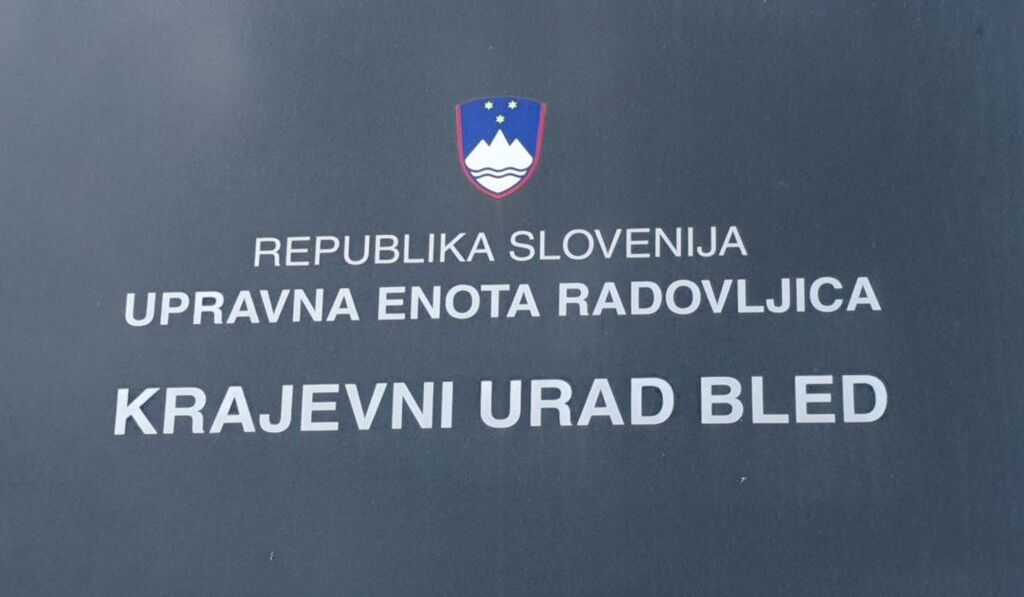 REPUBLIKA SLOVENIJA
UPRAVNA ENOTA RADOVLJICA
KRAJEVNI URAD BLED